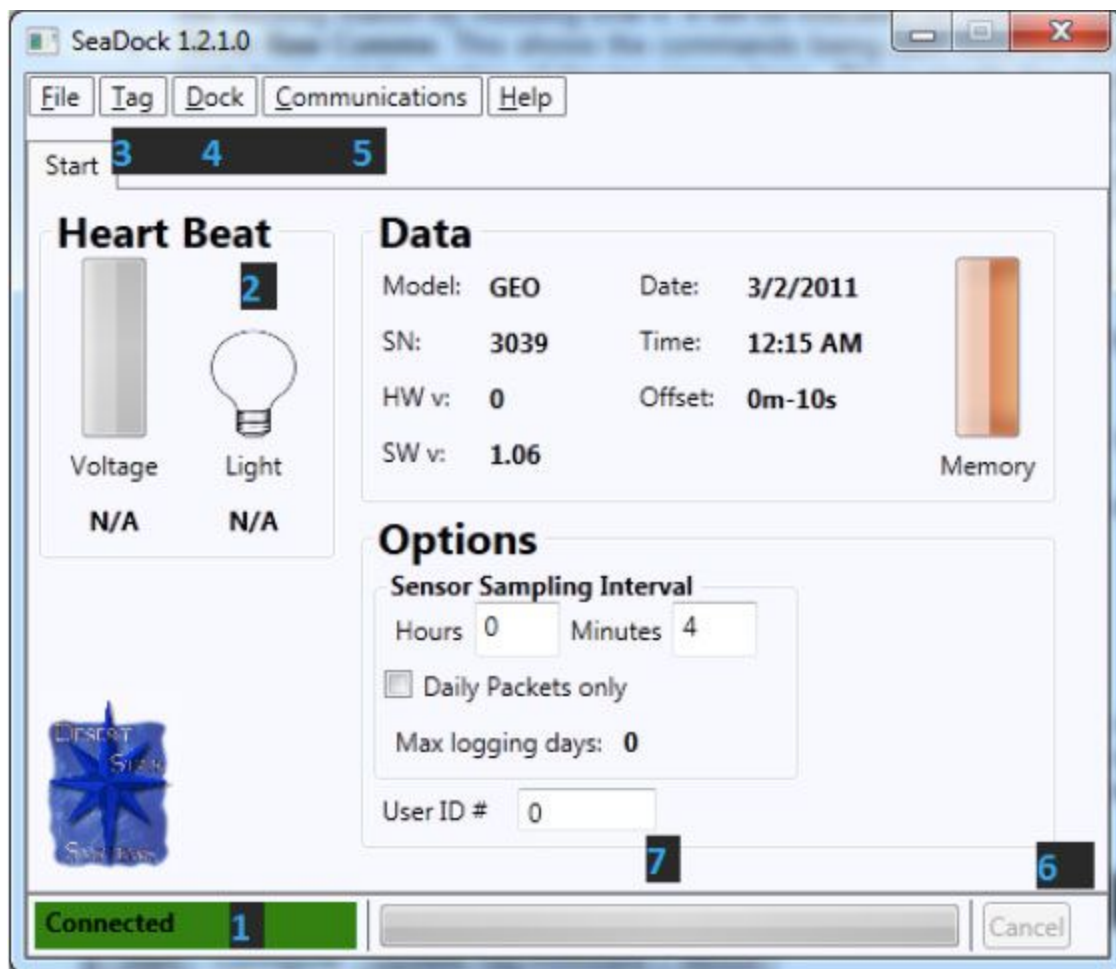 SeaDock 1.2.1.0
File Tag Dock Communications Help
Start 3 4 5
Heart Beat
2
Voltage Light
N/A N/A
Data
Model: GEO Date: 3/2/2011
SN: 3039 Time: 12:15 AM
HW v: 0 Offset: 0m-10s
SW v: 1.06
Memory
Options
Sensor Sampling Interval
Hours 0 Minutes 4
Daily Packets only
Max logging days: 0
User ID # 0
DESERT
STAR
SYSTEMS
7 6
Connected 1 Cancel